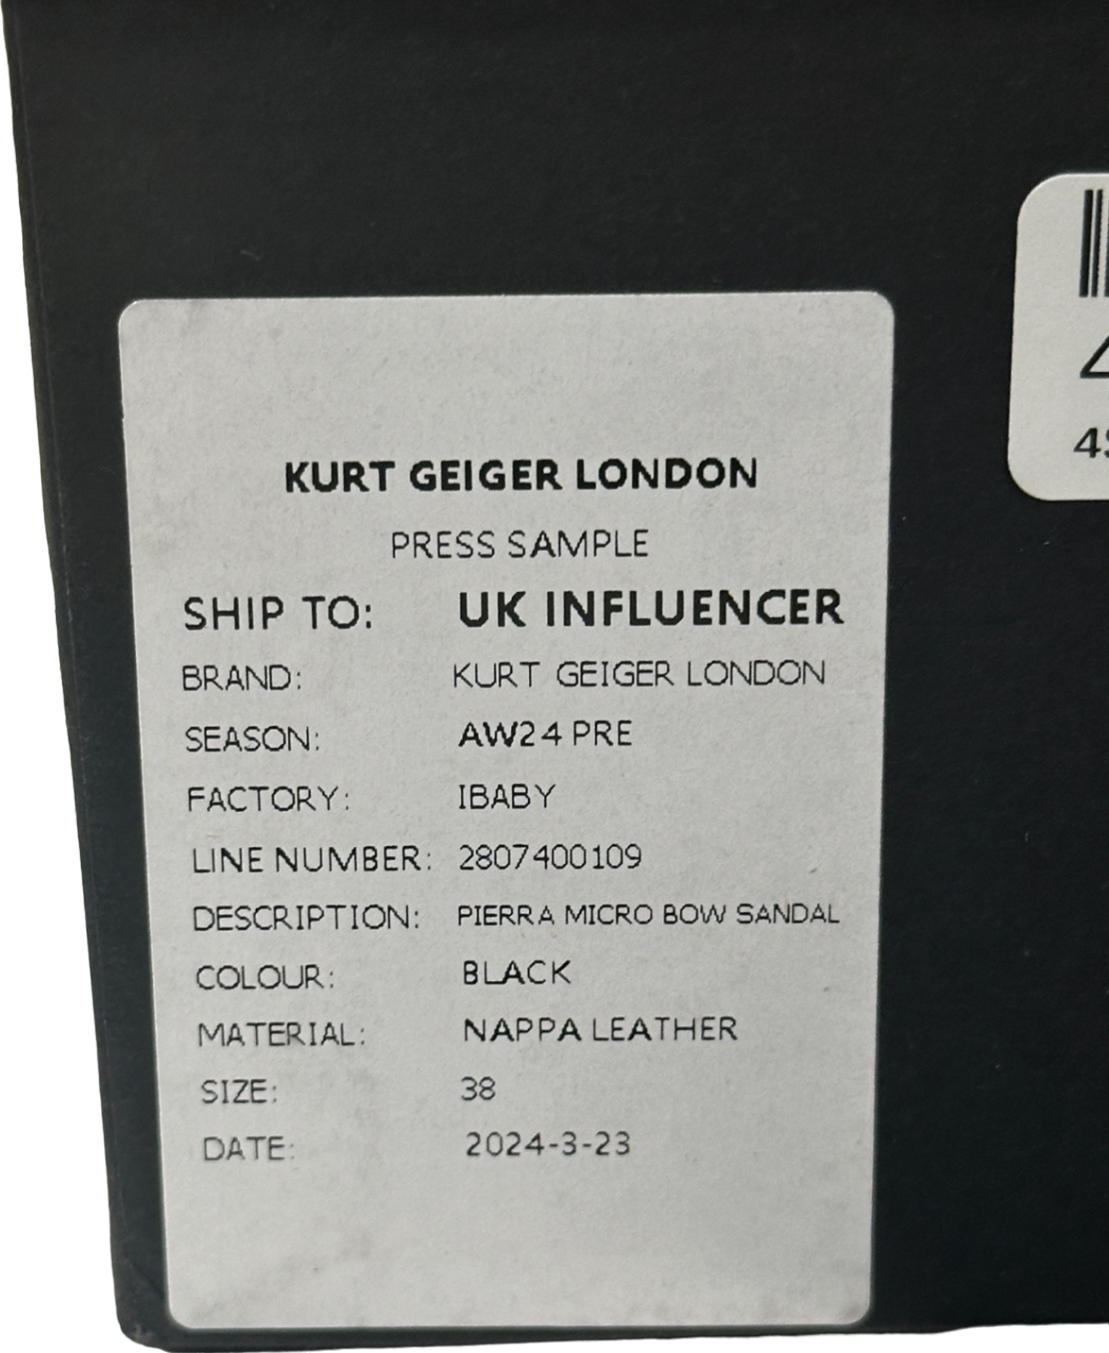 KURT GEIGER LONDON
PRESS SAMPLE
SHIP TO: UK INFLUENCER
BRAND: KURT GEIGER LONDON
SEASON: AW24 PRE
FACTORY: IBABY
LINE NUMBER: 2807400109
DESCRIPTION: PIERRA MICRO BOW SANDAL
COLOUR: BLACK
MATERIAL: NAPPA LEATHER
SIZE: 38
DATE: 2024-3-23